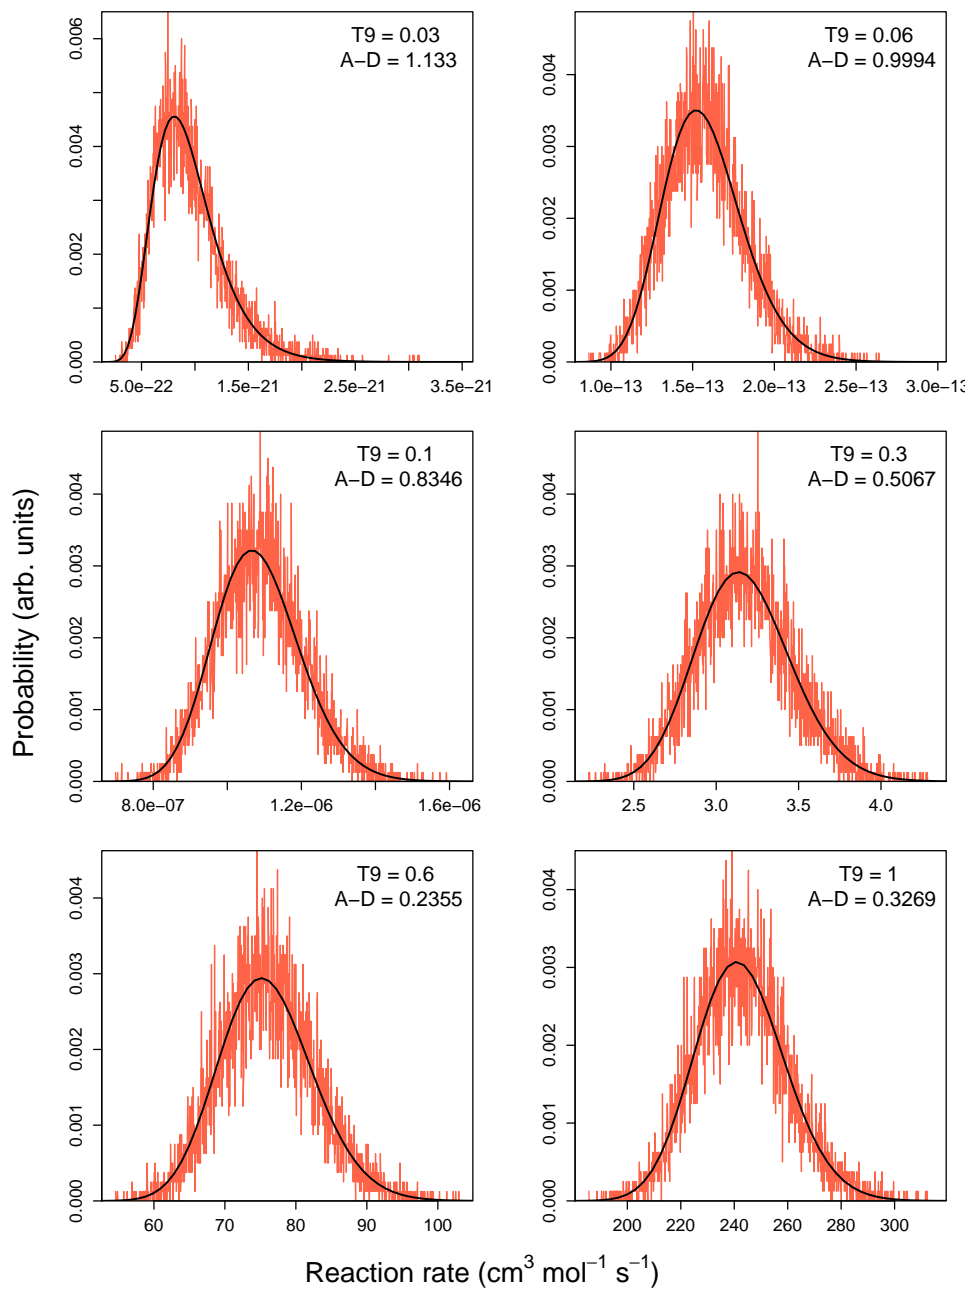 T9 = 0.03
A−D = 1.133
0.000
0.002
0.004
0.006
5.0e−22
1.5e−21
2.5e−21
3.5e−21
T9 = 0.06
A−D = 0.9994
0.000
0.001
0.002
0.003
0.004
1.0e−13
1.5e−13
2.0e−13
2.5e−13
3.0e−13
T9 = 0.1
A−D = 0.8346
0.000
0.001
0.002
0.003
0.004
8.0e−07
1.2e−06
1.6e−06
T9 = 0.3
A−D = 0.5067
0.000
0.001
0.002
0.003
0.004
2.5
3.0
3.5
4.0
T9 = 0.6
A−D = 0.2355
0.000
0.001
0.002
0.003
0.004
60
70
80
90
100
T9 = 1
A−D = 0.3269
0.000
0.001
0.002
0.003
0.004
200
220
240
260
280
300
Probability (arb. units)
Reaction rate (cm³ mol⁻¹ s⁻¹)